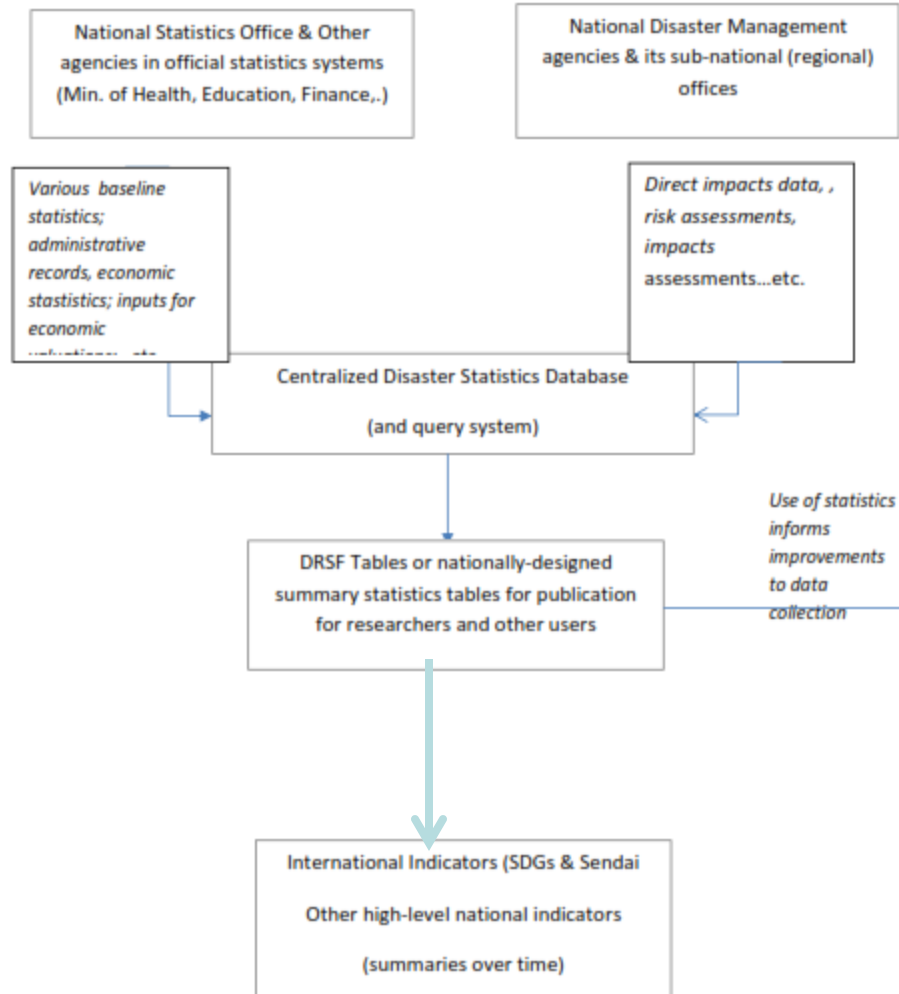 National Statistics Office & Other
agencies in official statistics systems
(Min. of Health, Education, Finance,.)
National Disaster Management
agencies & its sub-national (regional)
offices
Various baseline
statistics;
administrative
records, economic
stastistics; inputs for
economic
Direct impacts data, ,
risk assessments,
impacts
assessments...etc.
Centralized Disaster Statistics Database
(and query system)
Use of statistics
informs
improvements
to data
collection
DRSF Tables or nationally-designed
summary statistics tables for publication
for researchers and other users
International Indicators (SDGs & Sendai
Other high-level national indicators
(summaries over time)